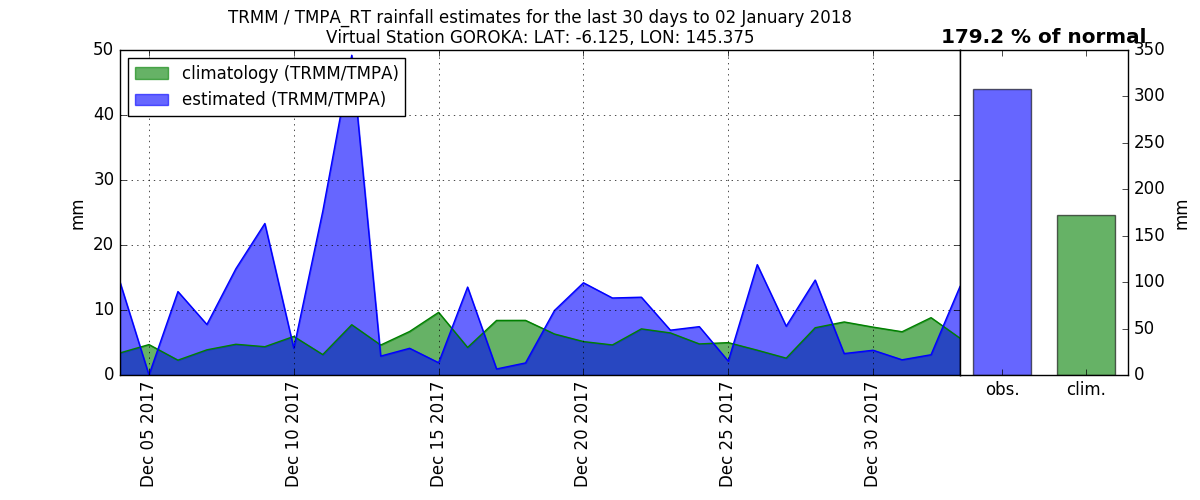 TRMM / TMPA_RT rainfall estimates for the last 30 days to 02 January 2018
Virtual Station GOROKA: LAT: -6.125, LON: 145.375
179.2 % of normal
climatology (TRMM/TMPA)
estimated (TRMM/TMPA)
50
40
30
20
10
0
mm
Dec 05 2017
Dec 10 2017
Dec 15 2017
Dec 20 2017
Dec 25 2017
Dec 30 2017
obs.
clim.
350
300
250
200
150
100
50
0
mm